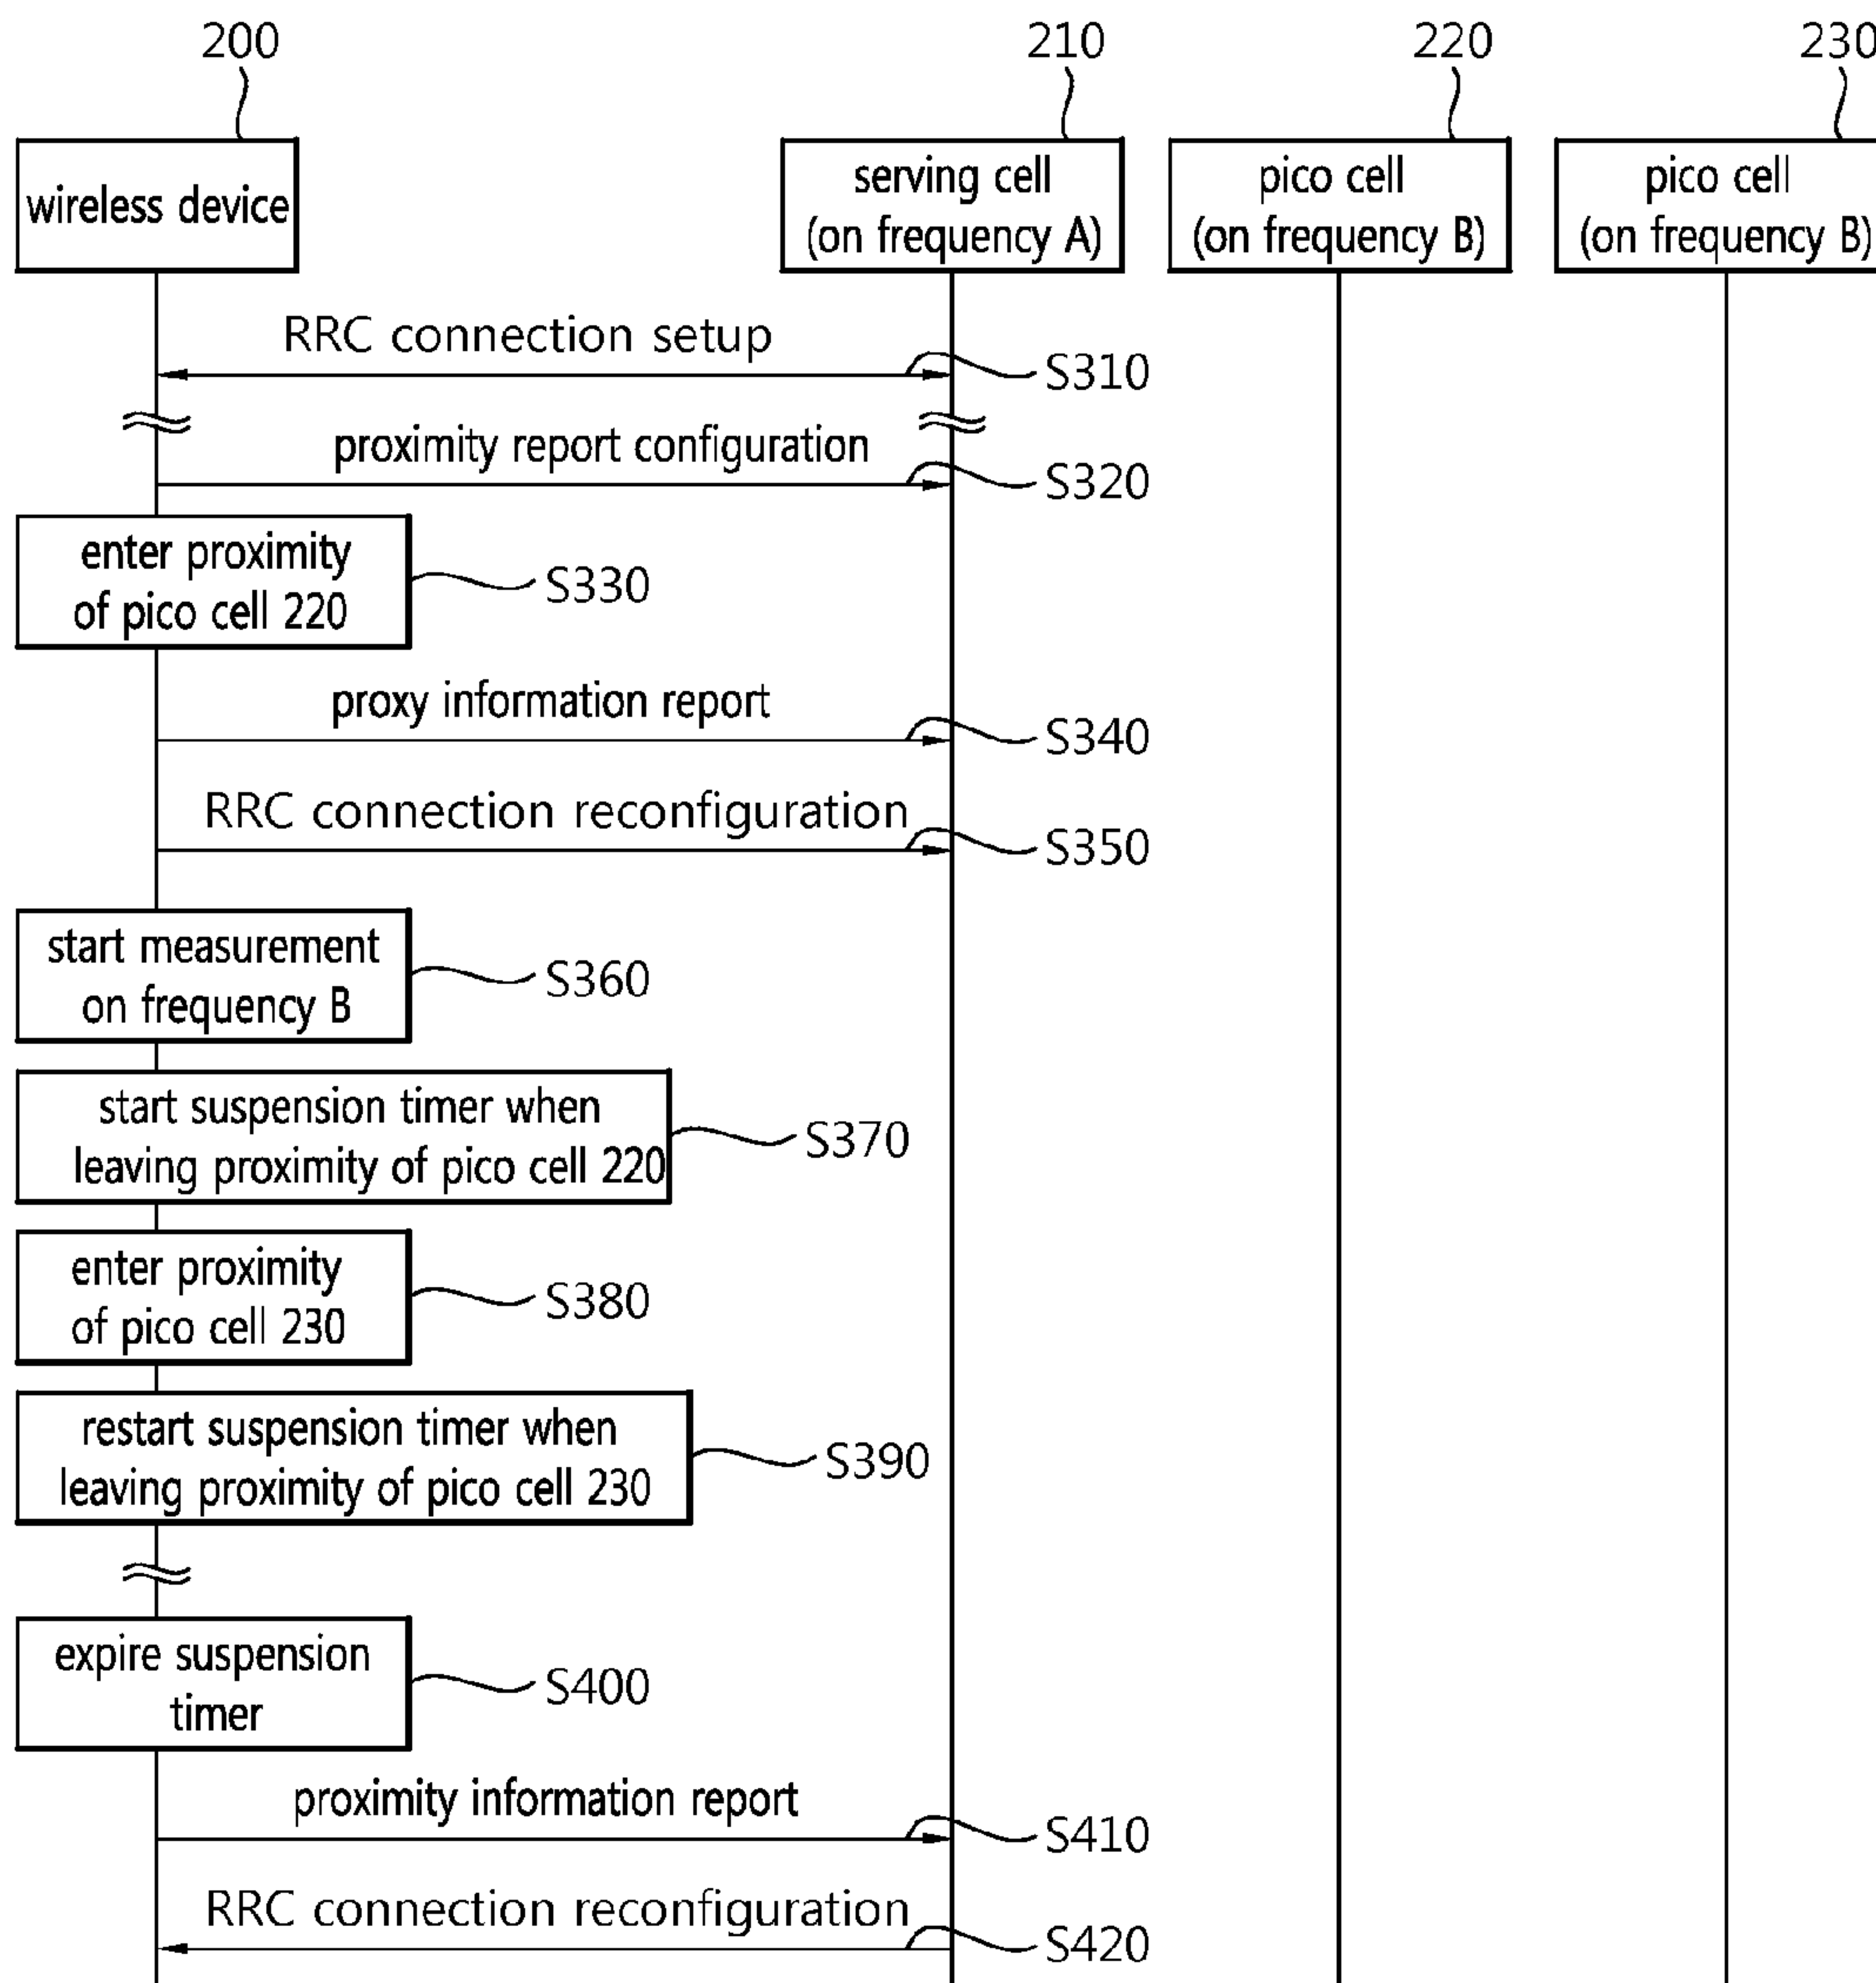 200
210
220
230
wireless device
serving cell
(on frequency A)
pico cell
(on frequency B)
pico cell
(on frequency B)
RRC connection setup
S310
proximity report configuration
S320
enter proximity
of pico cell 220
S330
proxy information report
S340
RRC connection reconfiguration
S350
start measurement
on frequency B
S360
start suspension timer when
leaving proximity of pico cell 220
S370
enter proximity
of pico cell 230
S380
restart suspension timer when
leaving proximity of pico cell 230
S390
expire suspension
timer
S400
proximity information report
S410
RRC connection reconfiguration
S420